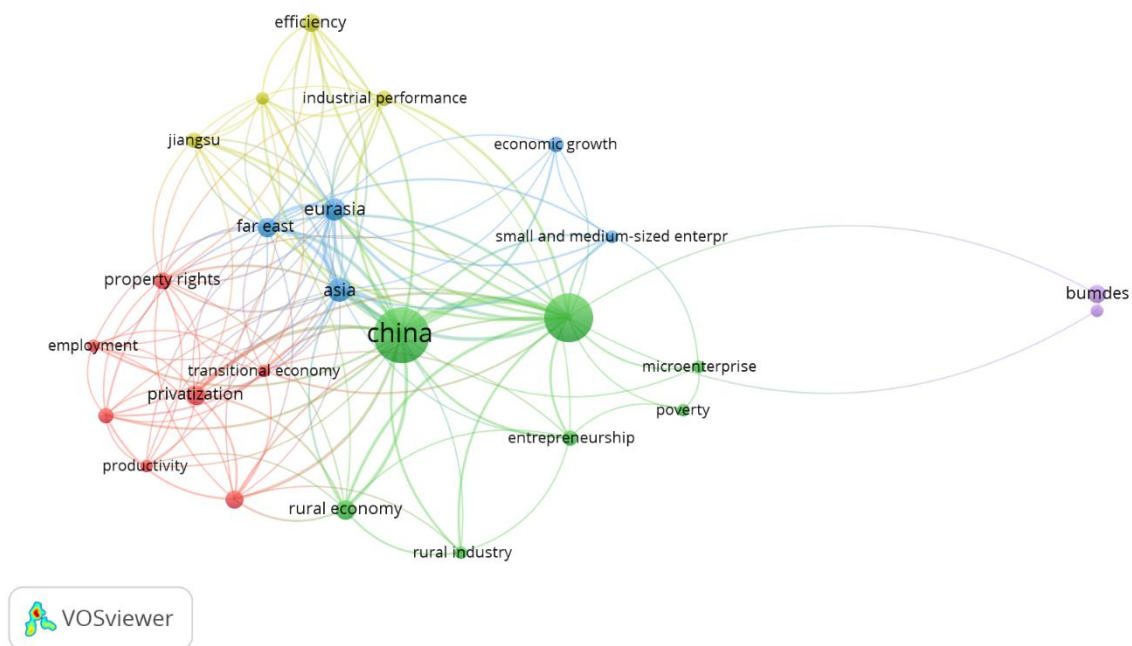 efficiency
industrial performance
jiangsu
economic growth
eurasia
far east
small and medium-sized enterpr
property rights
asia
bumdes
china
employment
transitional economy
microenterprise
privatization
poverty
entrepreneurship
productivity
rural economy
rural industry
VOSviewer